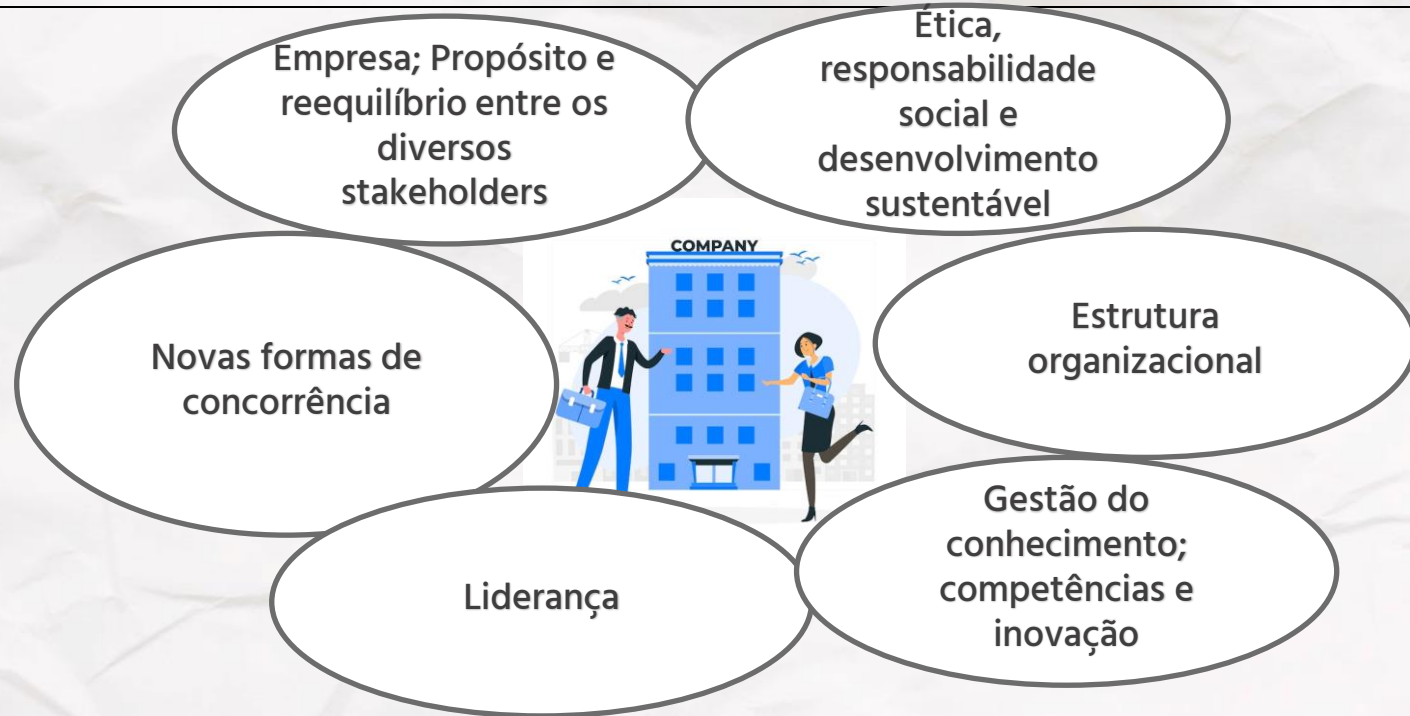 Empresa; Propósito e
reequilíbrio entre os
diversos
stakeholders
Ética,
responsabilidade
social e
desenvolvimento
sustentável
COMPANY
Novas formas de
concorrência
Estrutura
organizacional
Liderança
Gestão do
conhecimento;
competências e
inovação